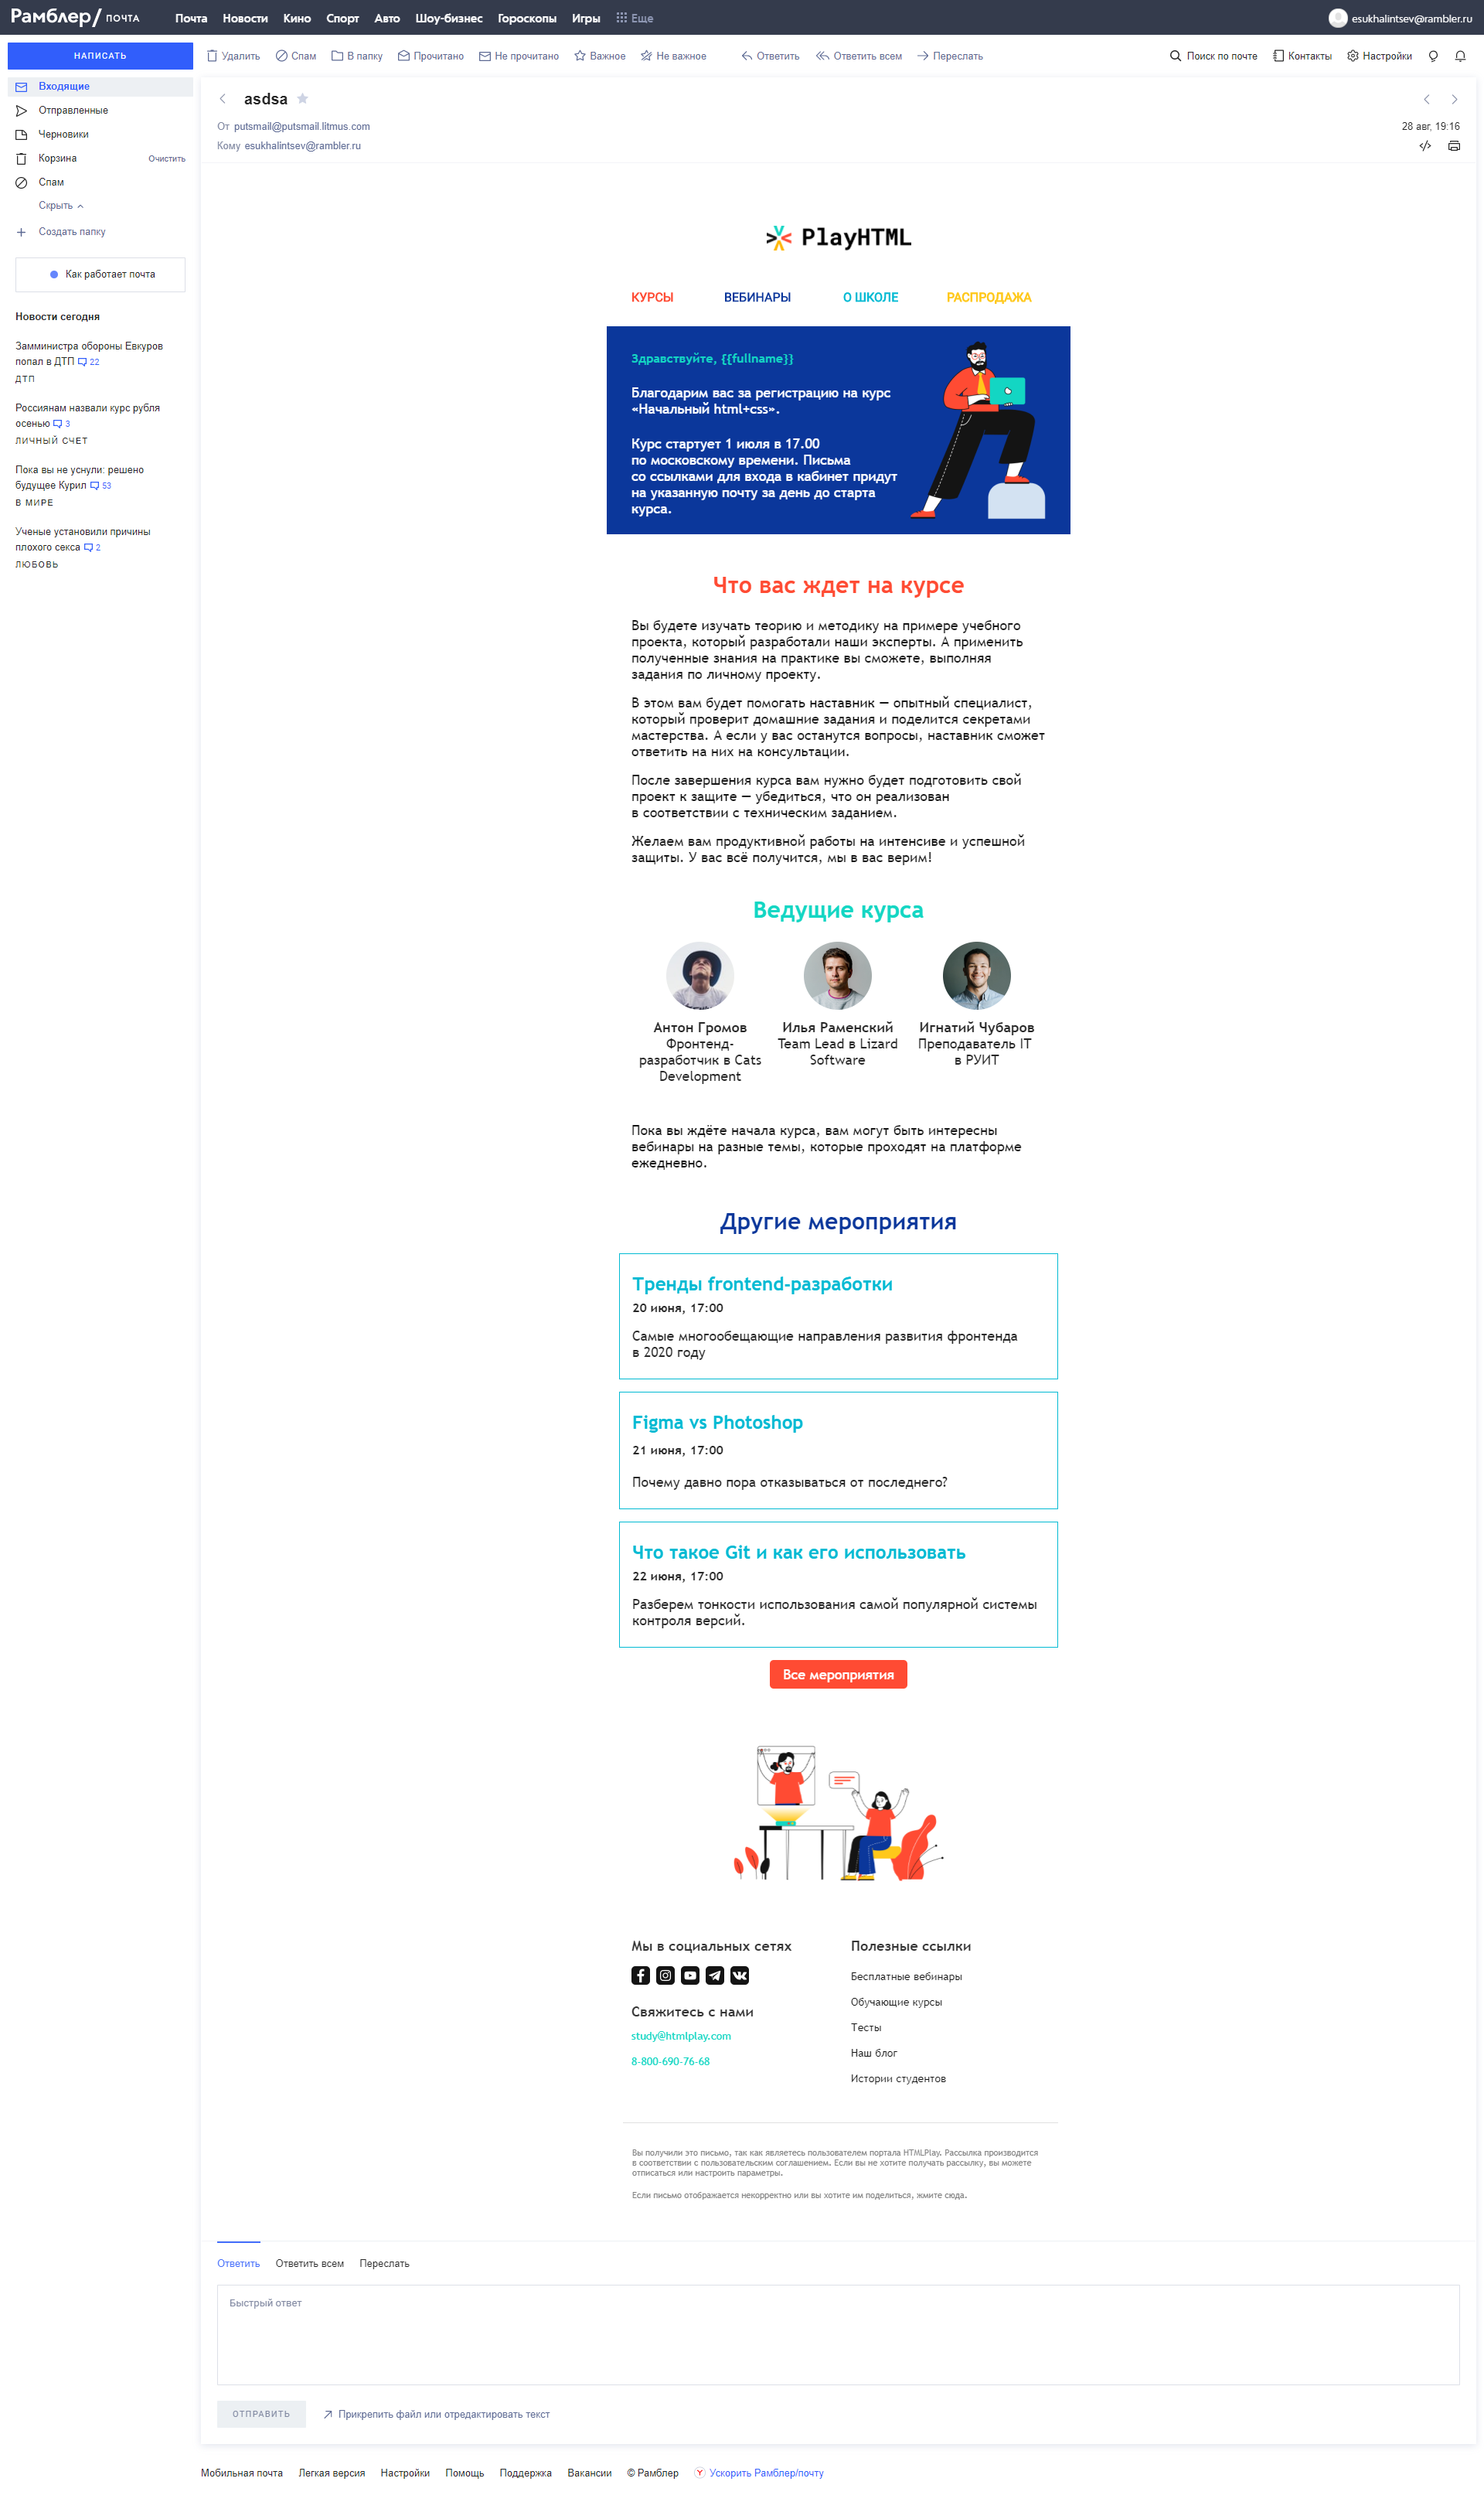 Рамблер/ ПОЧТА
Почта Новости Кино Спорт Авто Шоу-бизнес Гороскопы Игры Еще
esukhalintsev@rambler.ru
НАПИСАТЬ
Входящие
Отправленные
Черновики
Корзина Очистить
Спам
Скрыть
Создать папку
Как работает почта
Новости сегодня
Замминистра обороны Евкуров
попал в ДТП 22
ДТП
Россиянам назвали курс рубля
осенью 3
ЛИЧНЫЙ СЧЕТ
Пока вы не уснули: решено
будущее Курил 53
В МИРЕ
Ученые установили причины
плохого секса 2
ЛЮБОВЬ
Удалить Спам В папку Прочитано Не прочитано Важное Не важное Ответить Ответить всем Переслать
Поиск по почте Контакты Настройки
asdsa
От putsmail@putsmail.litmus.com
28 авг, 19:16
Кому esukhalintsev@rambler.ru
PlayHTML
КУРСЫ ВЕБИНАРЫ О ШКОЛЕ РАСПРОДАЖА
Здравствуйте, {{fullname}}
Благодарим вас за регистрацию на курс
«Начальный html+css».
Курс стартует 1 июля в 17.00
по московскому времени. Письма
со ссылками для входа в кабинет придут
на указанную почту за день до старта
курса.
Что вас ждет на курсе
Вы будете изучать теорию и методику на примере учебного
проекта, который разработали наши эксперты. А применить
полученные знания на практике вы сможете, выполняя
задания по личному проекту.
В этом вам будет помогать наставник — опытный специалист,
который проверит домашние задания и поделится секретами
мастерства. А если у вас останутся вопросы, наставник сможет
ответить на них на консультации.
После завершения курса вам нужно будет подготовить свой
проект к защите — убедиться, что он реализован
в соответствии с техническим заданием.
Желаем вам продуктивной работы на интенсиве и успешной
защиты. У вас всё получится, мы в вас верим!
Ведущие курса
Антон Громов
Фронтенд-
разработчик в Cats
Development
Илья Раменский
Team Lead в Lizard
Software
Игнатий Чубаров
Преподаватель IT
в РУИТ
Пока вы ждёте начала курса, вам могут быть интересны
вебинары на разные темы, которые проходят на платформе
ежедневно.
Другие мероприятия
Тренды frontend-разработки
20 июня, 17:00
Самые многообещающие направления развития фронтенда
в 2020 году
Figma vs Photoshop
21 июня, 17:00
Почему давно пора отказываться от последнего?
Что такое Git и как его использовать
22 июня, 17:00
Разберем тонкости использования самой популярной системы
контроля версий.
Все мероприятия
Мы в социальных сетях
Свяжитесь с нами
study@htmlplay.com
8-800-690-76-68
Полезные ссылки
Бесплатные вебинары
Обучающие курсы
Тесты
Наш блог
Истории студентов
Вы получили это письмо, так как являетесь пользователем портала HTMLPlay. Рассылка производится
в соответствии с пользовательским соглашением. Если вы не хотите получать рассылку, вы можете
отписаться или настроить параметры.
Если письмо отображается некорректно или вы хотите им поделиться, жмите сюда.
Ответить Ответить всем Переслать
Быстрый ответ
ОТПРАВИТЬ Прикрепить файл или отредактировать текст
Мобильная почта Легкая версия Настройки Помощь Поддержка Вакансии © Рамблер Ускорить Рамблер/почту